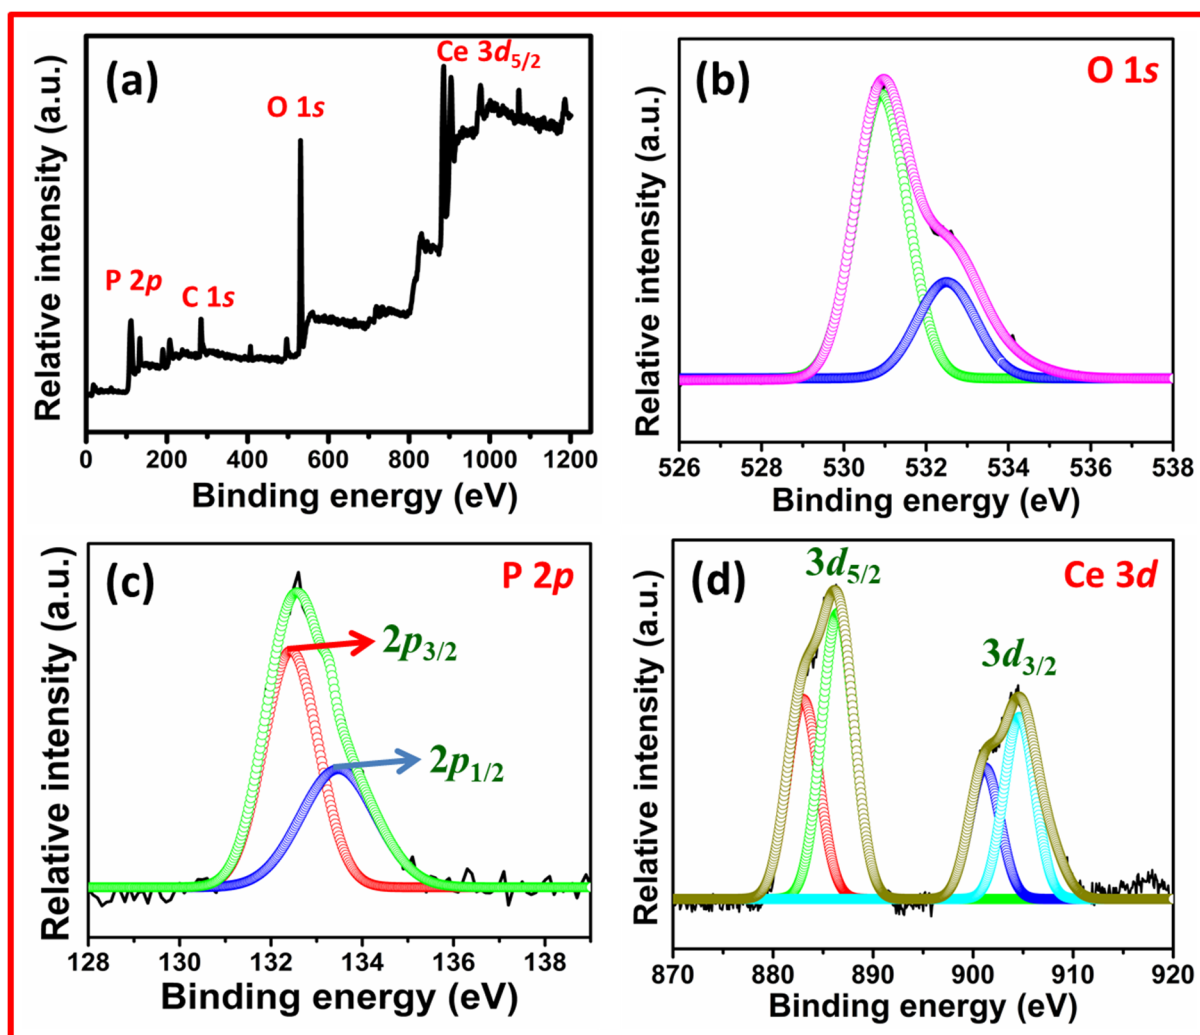 (a)
Ce 3d5/2
O 1s
P 2p
C 1s
Relative intensity (a.u.)
0 200 400 600 800 1000 1200
Binding energy (eV)
(b)
O 1s
Relative intensity (a.u.)
526 528 530 532 534 536 538
Binding energy (eV)
(c)
P 2p
2p3/2
2p1/2
Relative intensity (a.u.)
128 130 132 134 136 138
Binding energy (eV)
(d)
3d5/2
Ce 3d
3d3/2
Relative intensity (a.u.)
870 880 890 900 910 920
Binding energy (eV)